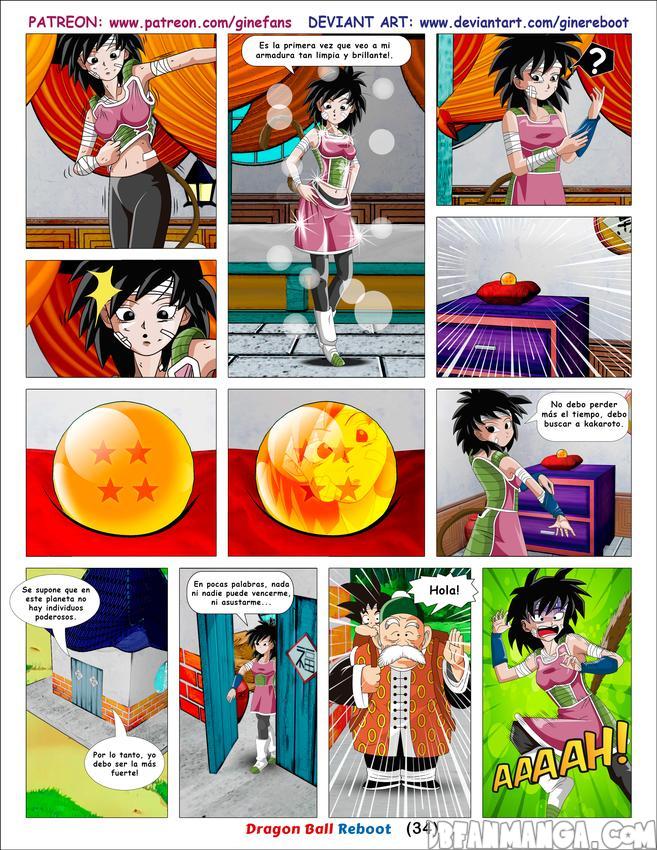 PATREON: www.patreon.com/ginefans DEVIANT ART: www.deviantart.com/ginereboot
Es la primera vez que veo a mi
armadura tan limpia y brillante!.
?
No debo perder
más el tiempo, debo
buscar a kakaroto.
Se supone que en
este planeta no
hay individuos
poderosos.
Por lo tanto, yo
debo ser la más
fuerte!
En pocas palabras, nada
ni nadie puede vencerme,
ni asustarme...
福
Hola!
AAAAH!
Dragon Ball Reboot (34)
DBFANMANGA.COM